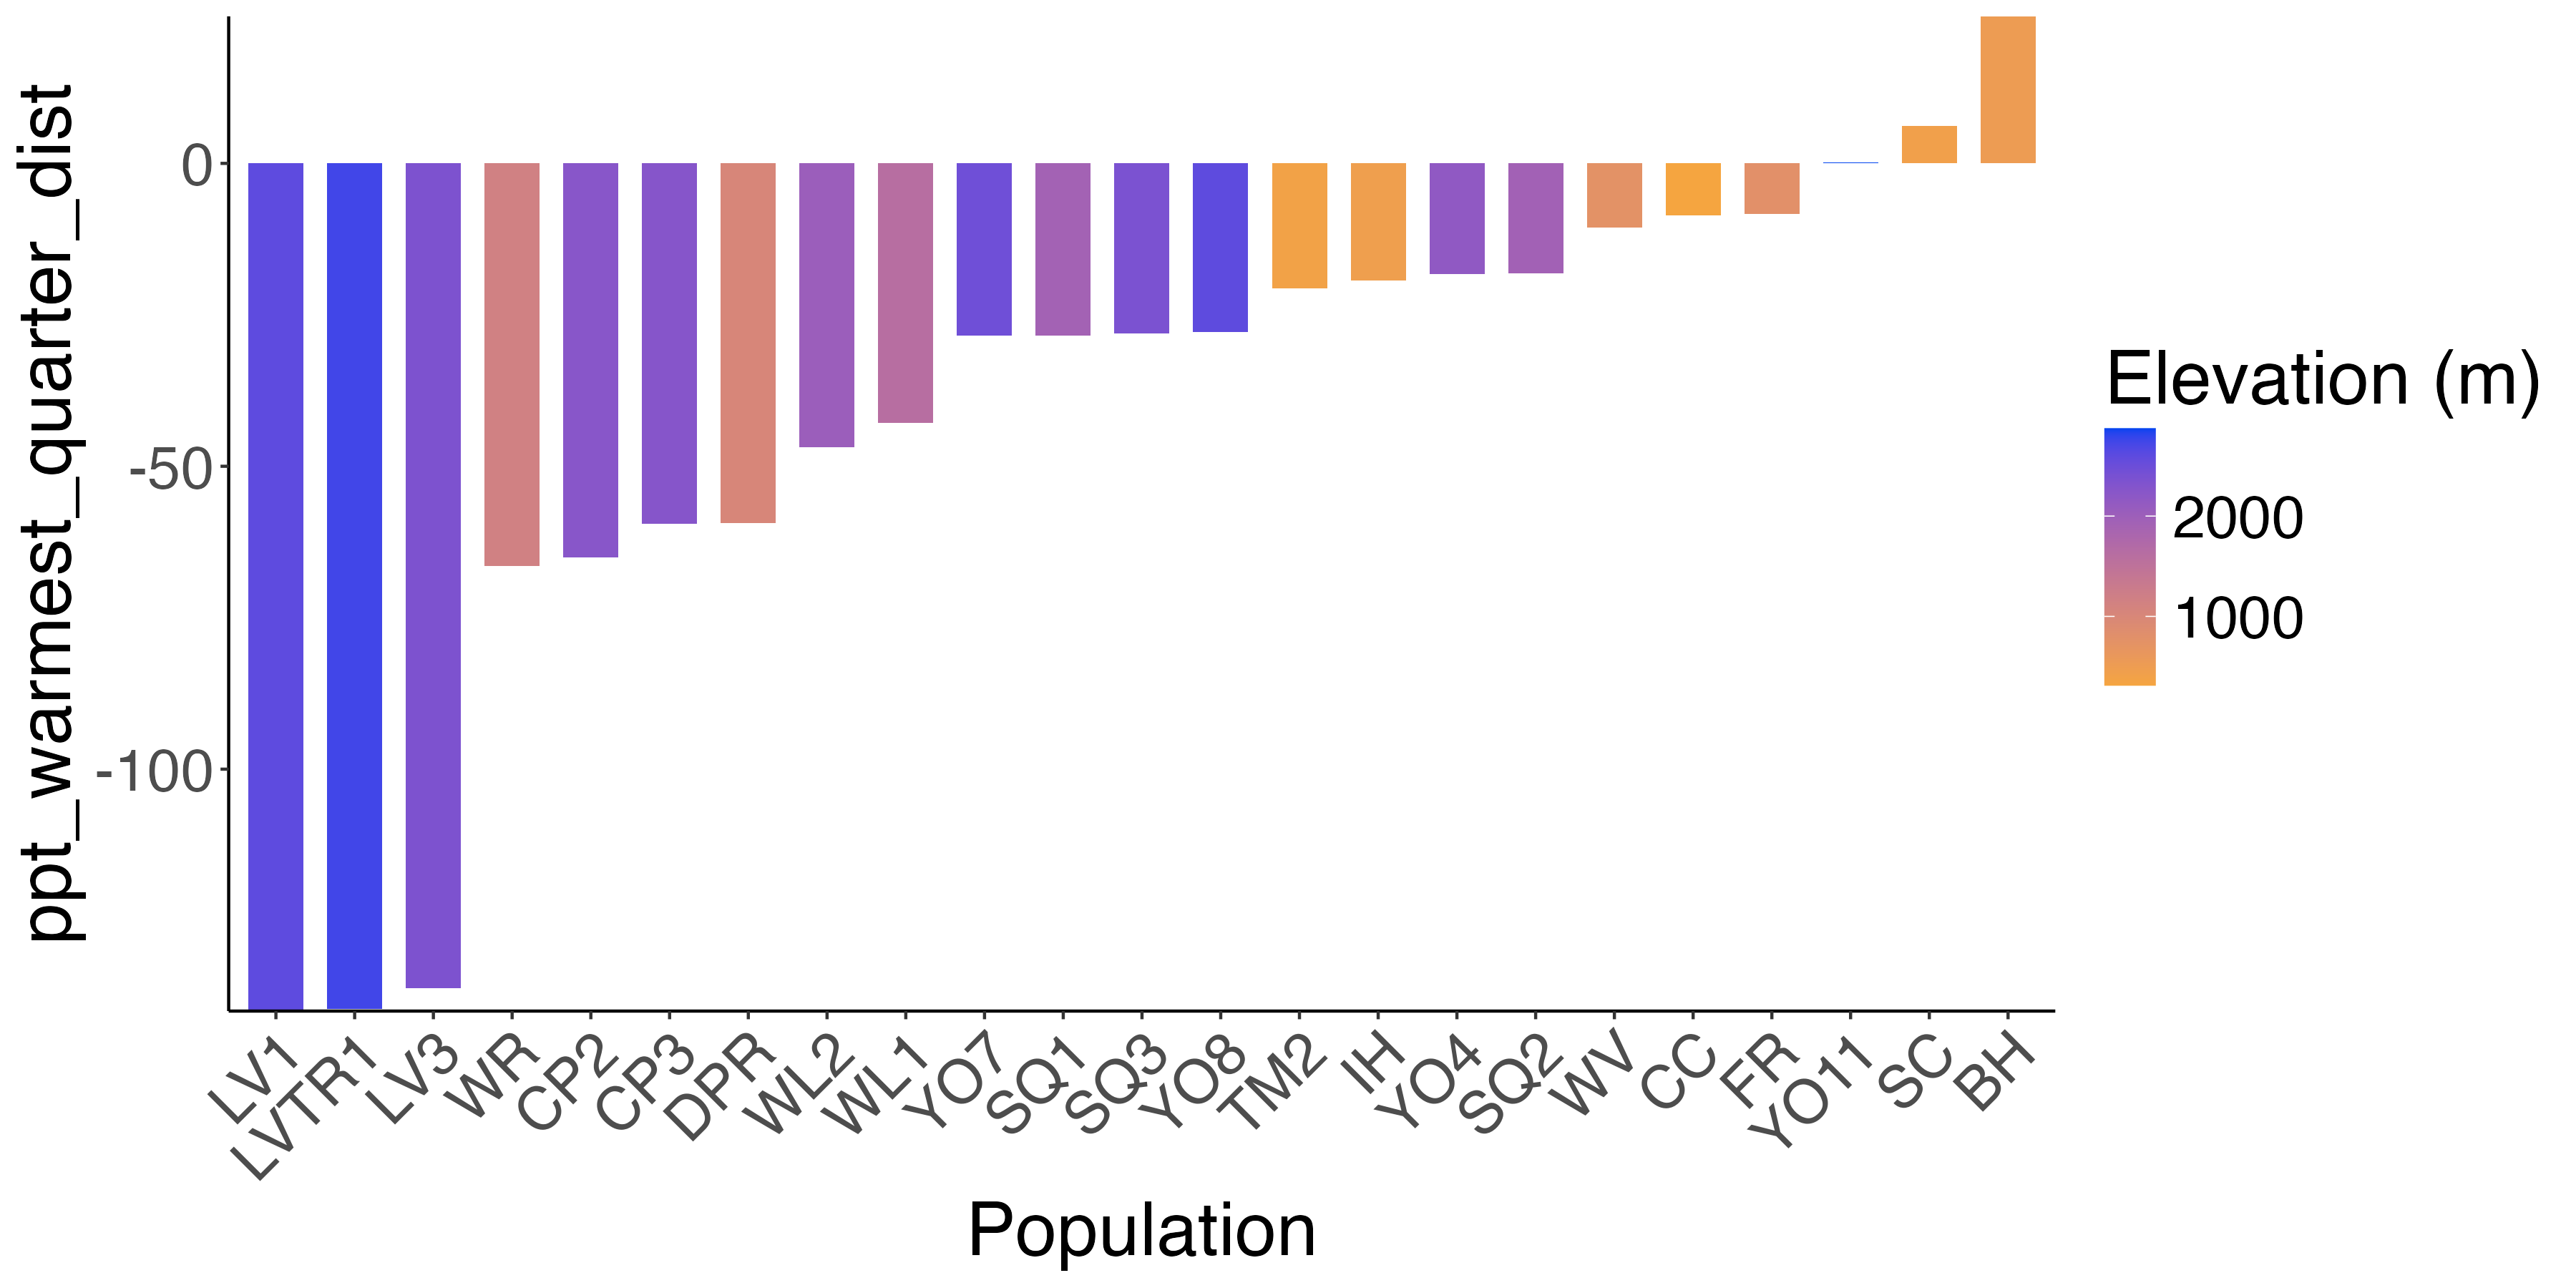 ppt_warmest_quarter_dist
0
-50
-100
LV1
LVTR1
LV3
WR
CP2
CP3
DPR
WL2
WL1
YO7
SQ1
SQ3
YO8
TM2
IH
YO4
SQ2
WV
CC
FR
YO11
SC
BH
Population
Elevation (m)
2000
1000